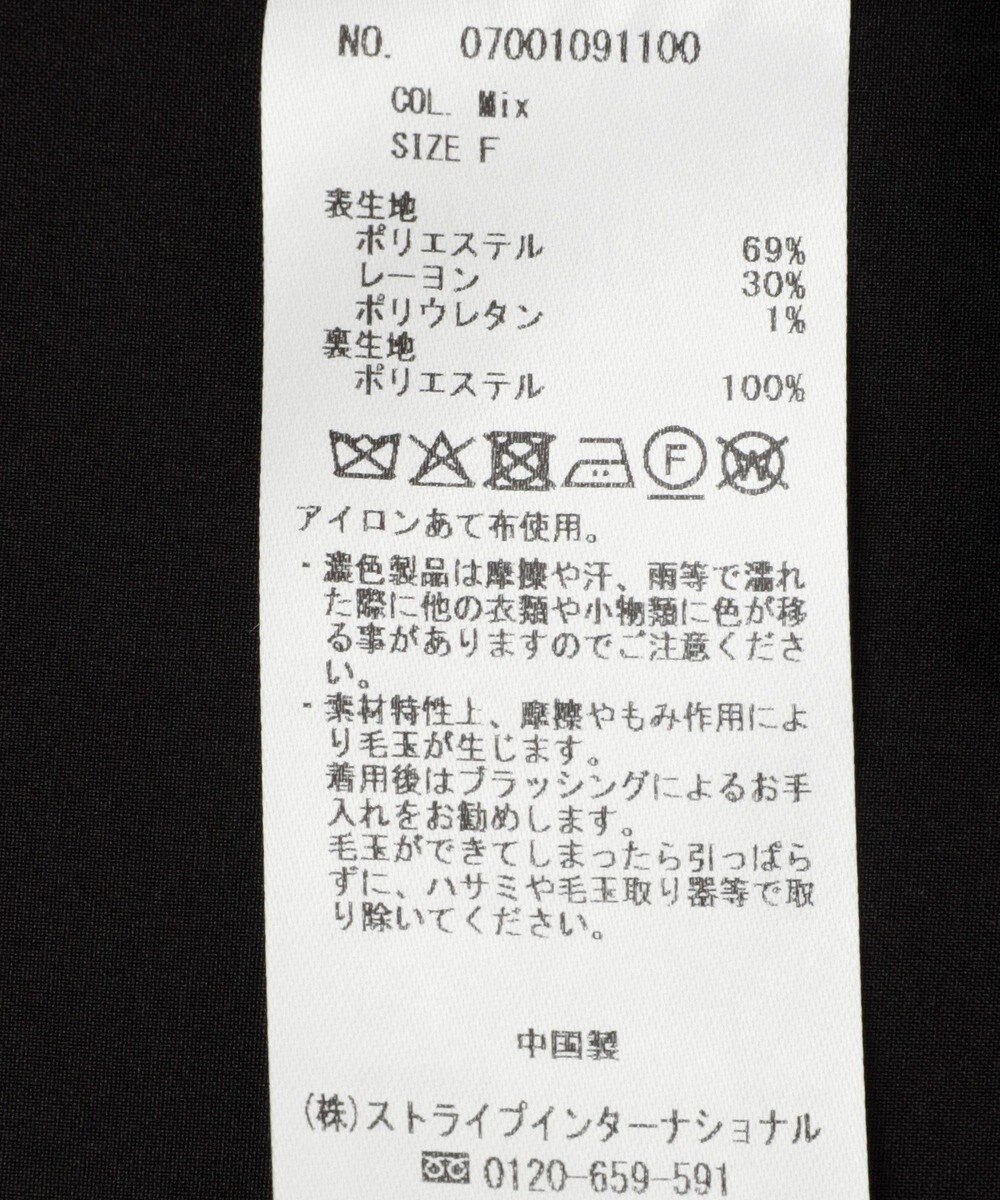 NO. 07001091100
COL. Mix
SIZE F
表生地
ポリエステル 69%
レーヨン 30%
ポリウレタン 1%
裏生地
ポリエステル 100%
F W
アイロンあて布使用。
・濃色製品は摩擦や汗、雨等で濡れ
た際に他の衣類や小物類に色が移
る事がありますのでご注意くださ
い。
・素材特性上、摩擦やもみ作用によ
り毛玉が生じます。
着用後はブラッシングによるお手
入れをお勧めします。
毛玉ができてしまったら引っぱら
ずに、ハサミや毛玉取り器等で取
り除いてください。
中国製
(株)ストライプインターナショナル
0120-659-591